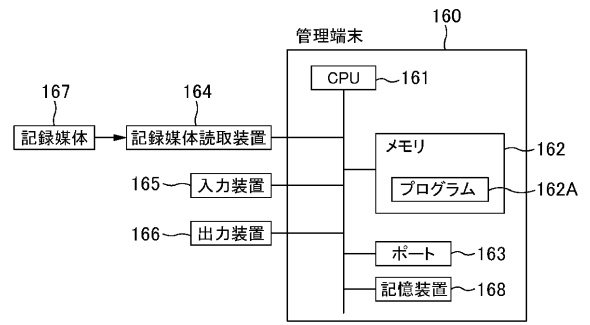 160
管理端末
CPU 161
167 164
記録媒体 記録媒体読取装置
メモリ 162
165 入力装置
プログラム 162A
166 出力装置
ポート 163
記憶装置 168